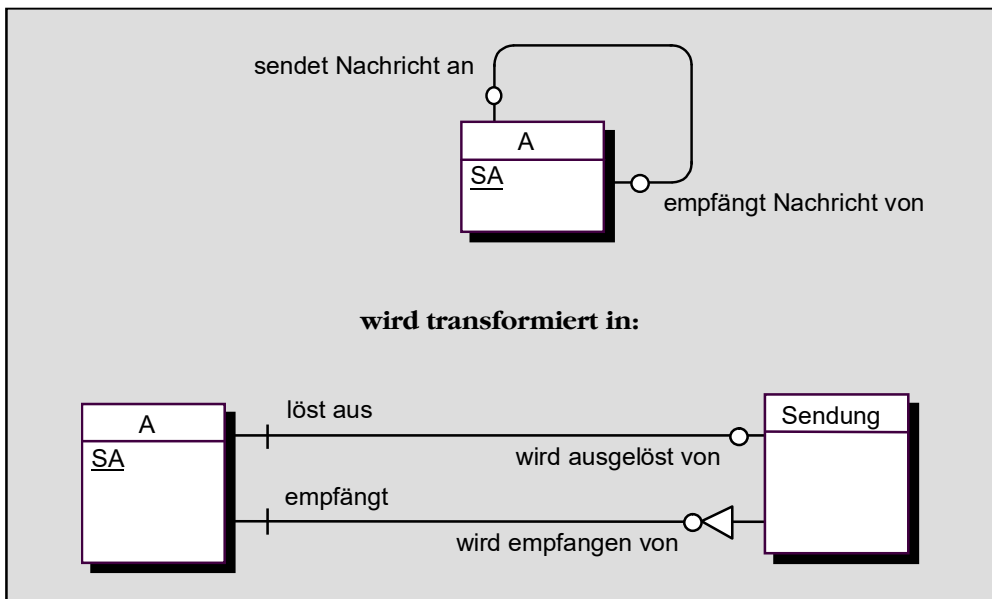 sendet Nachricht an
A
SA
empfängt Nachricht von
wird transformiert in:
A
SA
löst aus
wird ausgelöst von
empfängt
wird empfangen von
Sendung